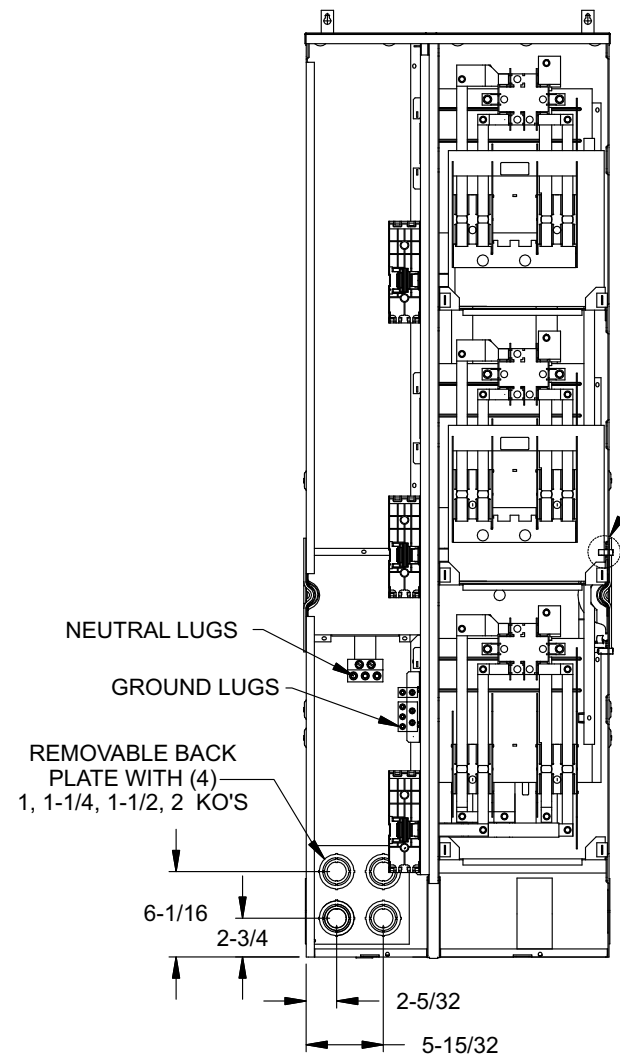 NEUTRAL LUGS
GROUND LUGS
REMOVABLE BACK
PLATE WITH (4)
1, 1-1/4, 1-1/2, 2 KO'S
6-1/16
2-3/4
2-5/32
5-15/32